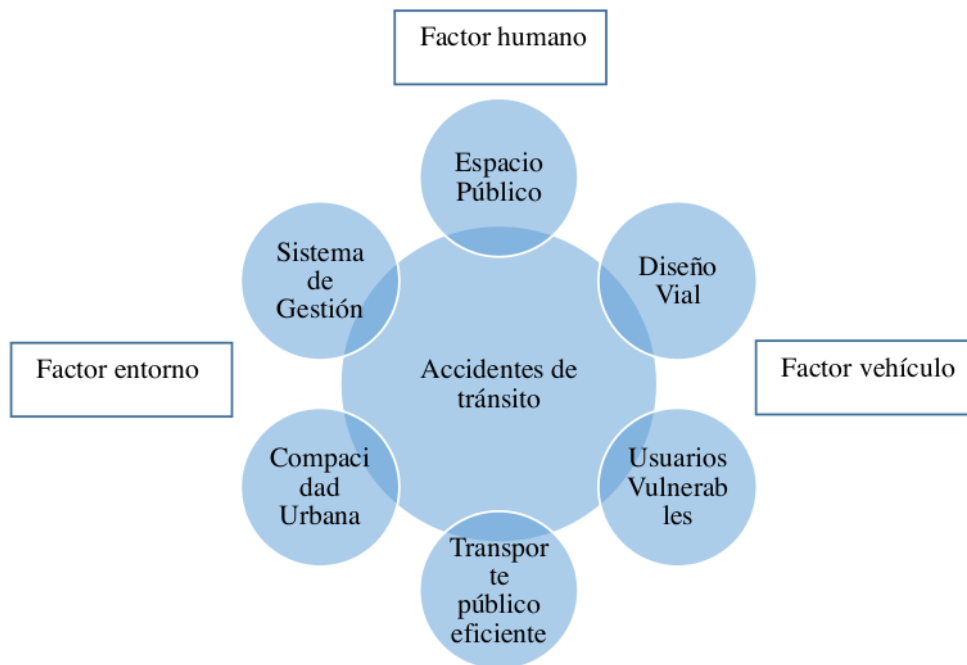 Factor humano
Espacio
Público
Sistema
de
Gestión
Diseño
Vial
Factor entorno
Accidentes de
tránsito
Factor vehículo
Compaci
dad
Urbana
Usuarios
Vulnerab
les
Transpor
te
público
eficiente